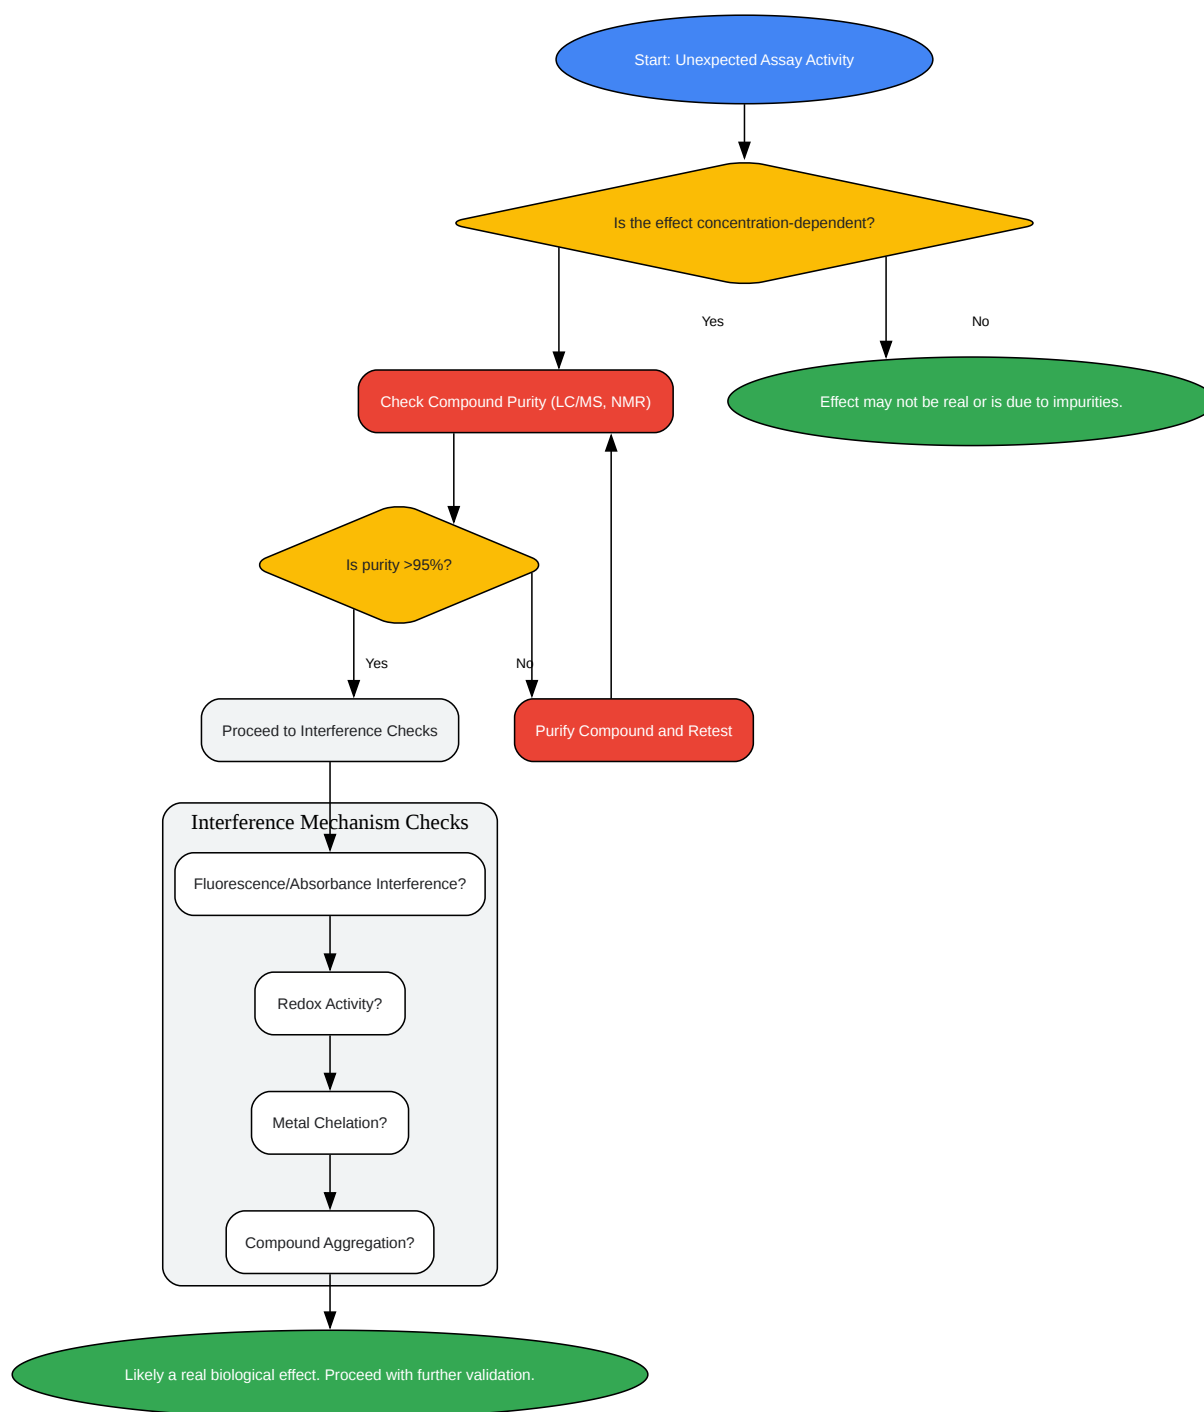 Start: Unexpected Assay Activity
Is the effect concentration-dependent?
Yes
No
Check Compound Purity (LC/MS, NMR)
Effect may not be real or is due to impurities.
Is purity >95%?
Yes
No
Proceed to Interference Checks
Purify Compound and Retest
Interference Mechanism Checks
Fluorescence/Absorbance Interference?
Redox Activity?
Metal Chelation?
Compound Aggregation?
Likely a real biological effect. Proceed with further validation.